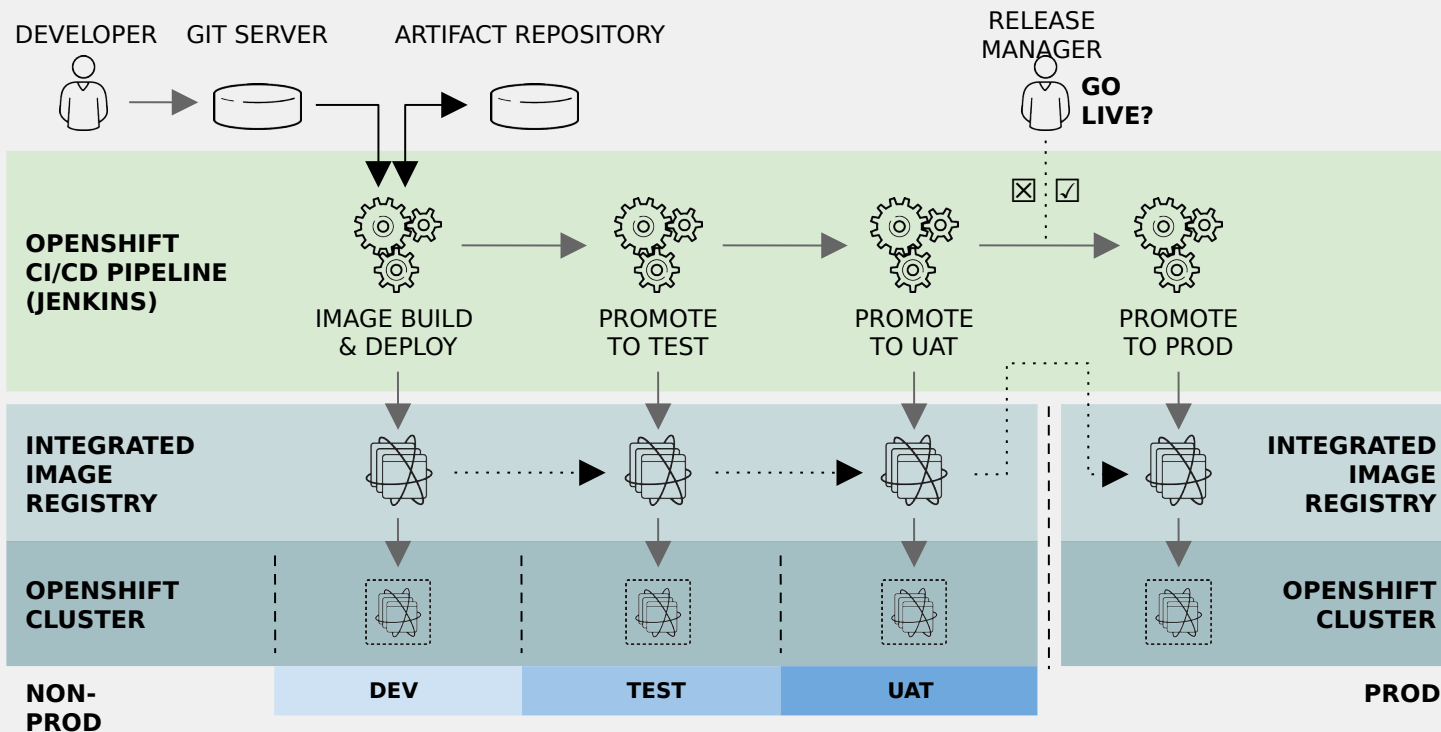 DEVELOPER
GIT SERVER
ARTIFACT REPOSITORY
RELEASE
MANAGER
GO
LIVE?
OPENSHIFT
CI/CD PIPELINE
(JENKINS)
IMAGE BUILD
& DEPLOY
PROMOTE
TO TEST
PROMOTE
TO UAT
PROMOTE
TO PROD
INTEGRATED
IMAGE
REGISTRY
INTEGRATED
IMAGE
REGISTRY
OPENSHIFT
CLUSTER
OPENSHIFT
CLUSTER
NON-
PROD
DEV
TEST
UAT
PROD